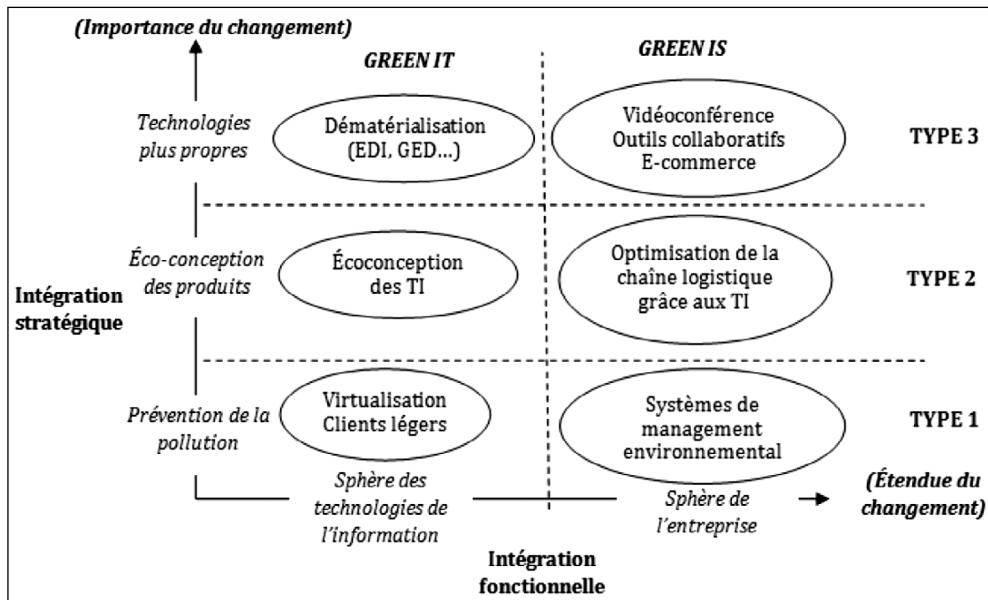 (Importance du changement)
GREEN IT
GREEN IS
Technologies
plus propres
Dématérialisation
(EDI, GED...)
Vidéoconférence
Outils collaboratifs
E-commerce
TYPE 3
Éco-conception
des produits
Écoconception
des TI
Optimisation de la
chaîne logistique
grâce aux TI
TYPE 2
Intégration
stratégique
Prévention de la
pollution
Virtualisation
Clients légers
Systèmes de
management
environnemental
TYPE 1
Sphère des
technologies de
l'information
Sphère de
l'entreprise
(Étendue du
changement)
Intégration
fonctionnelle